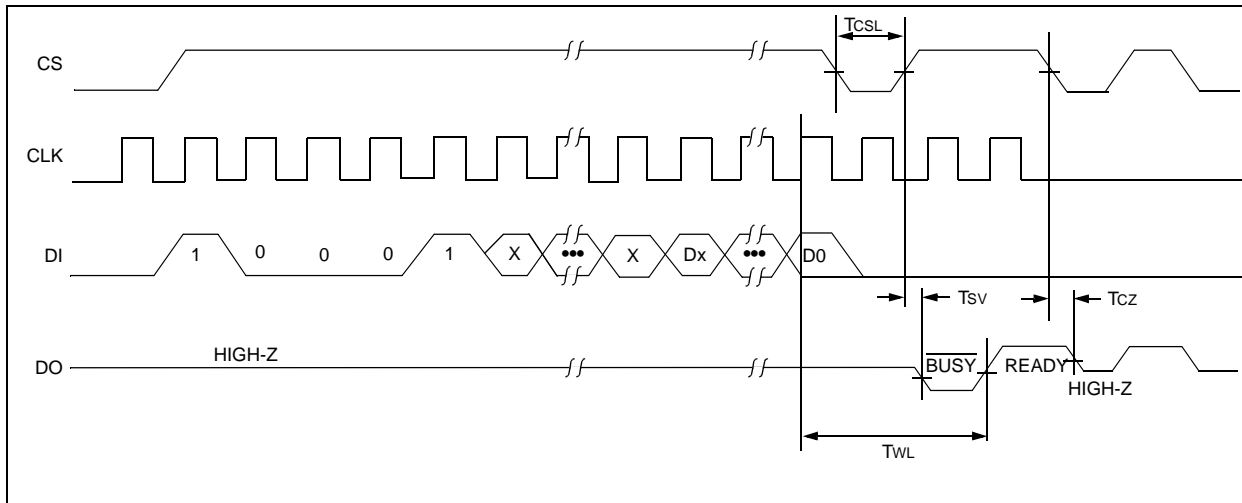 TCSL
CS
CLK
DI
1 0 0 0 1 X ••• X Dx ••• D0
TSV
TCZ
DO
HIGH-Z
BUSY
READY
HIGH-Z
TWL